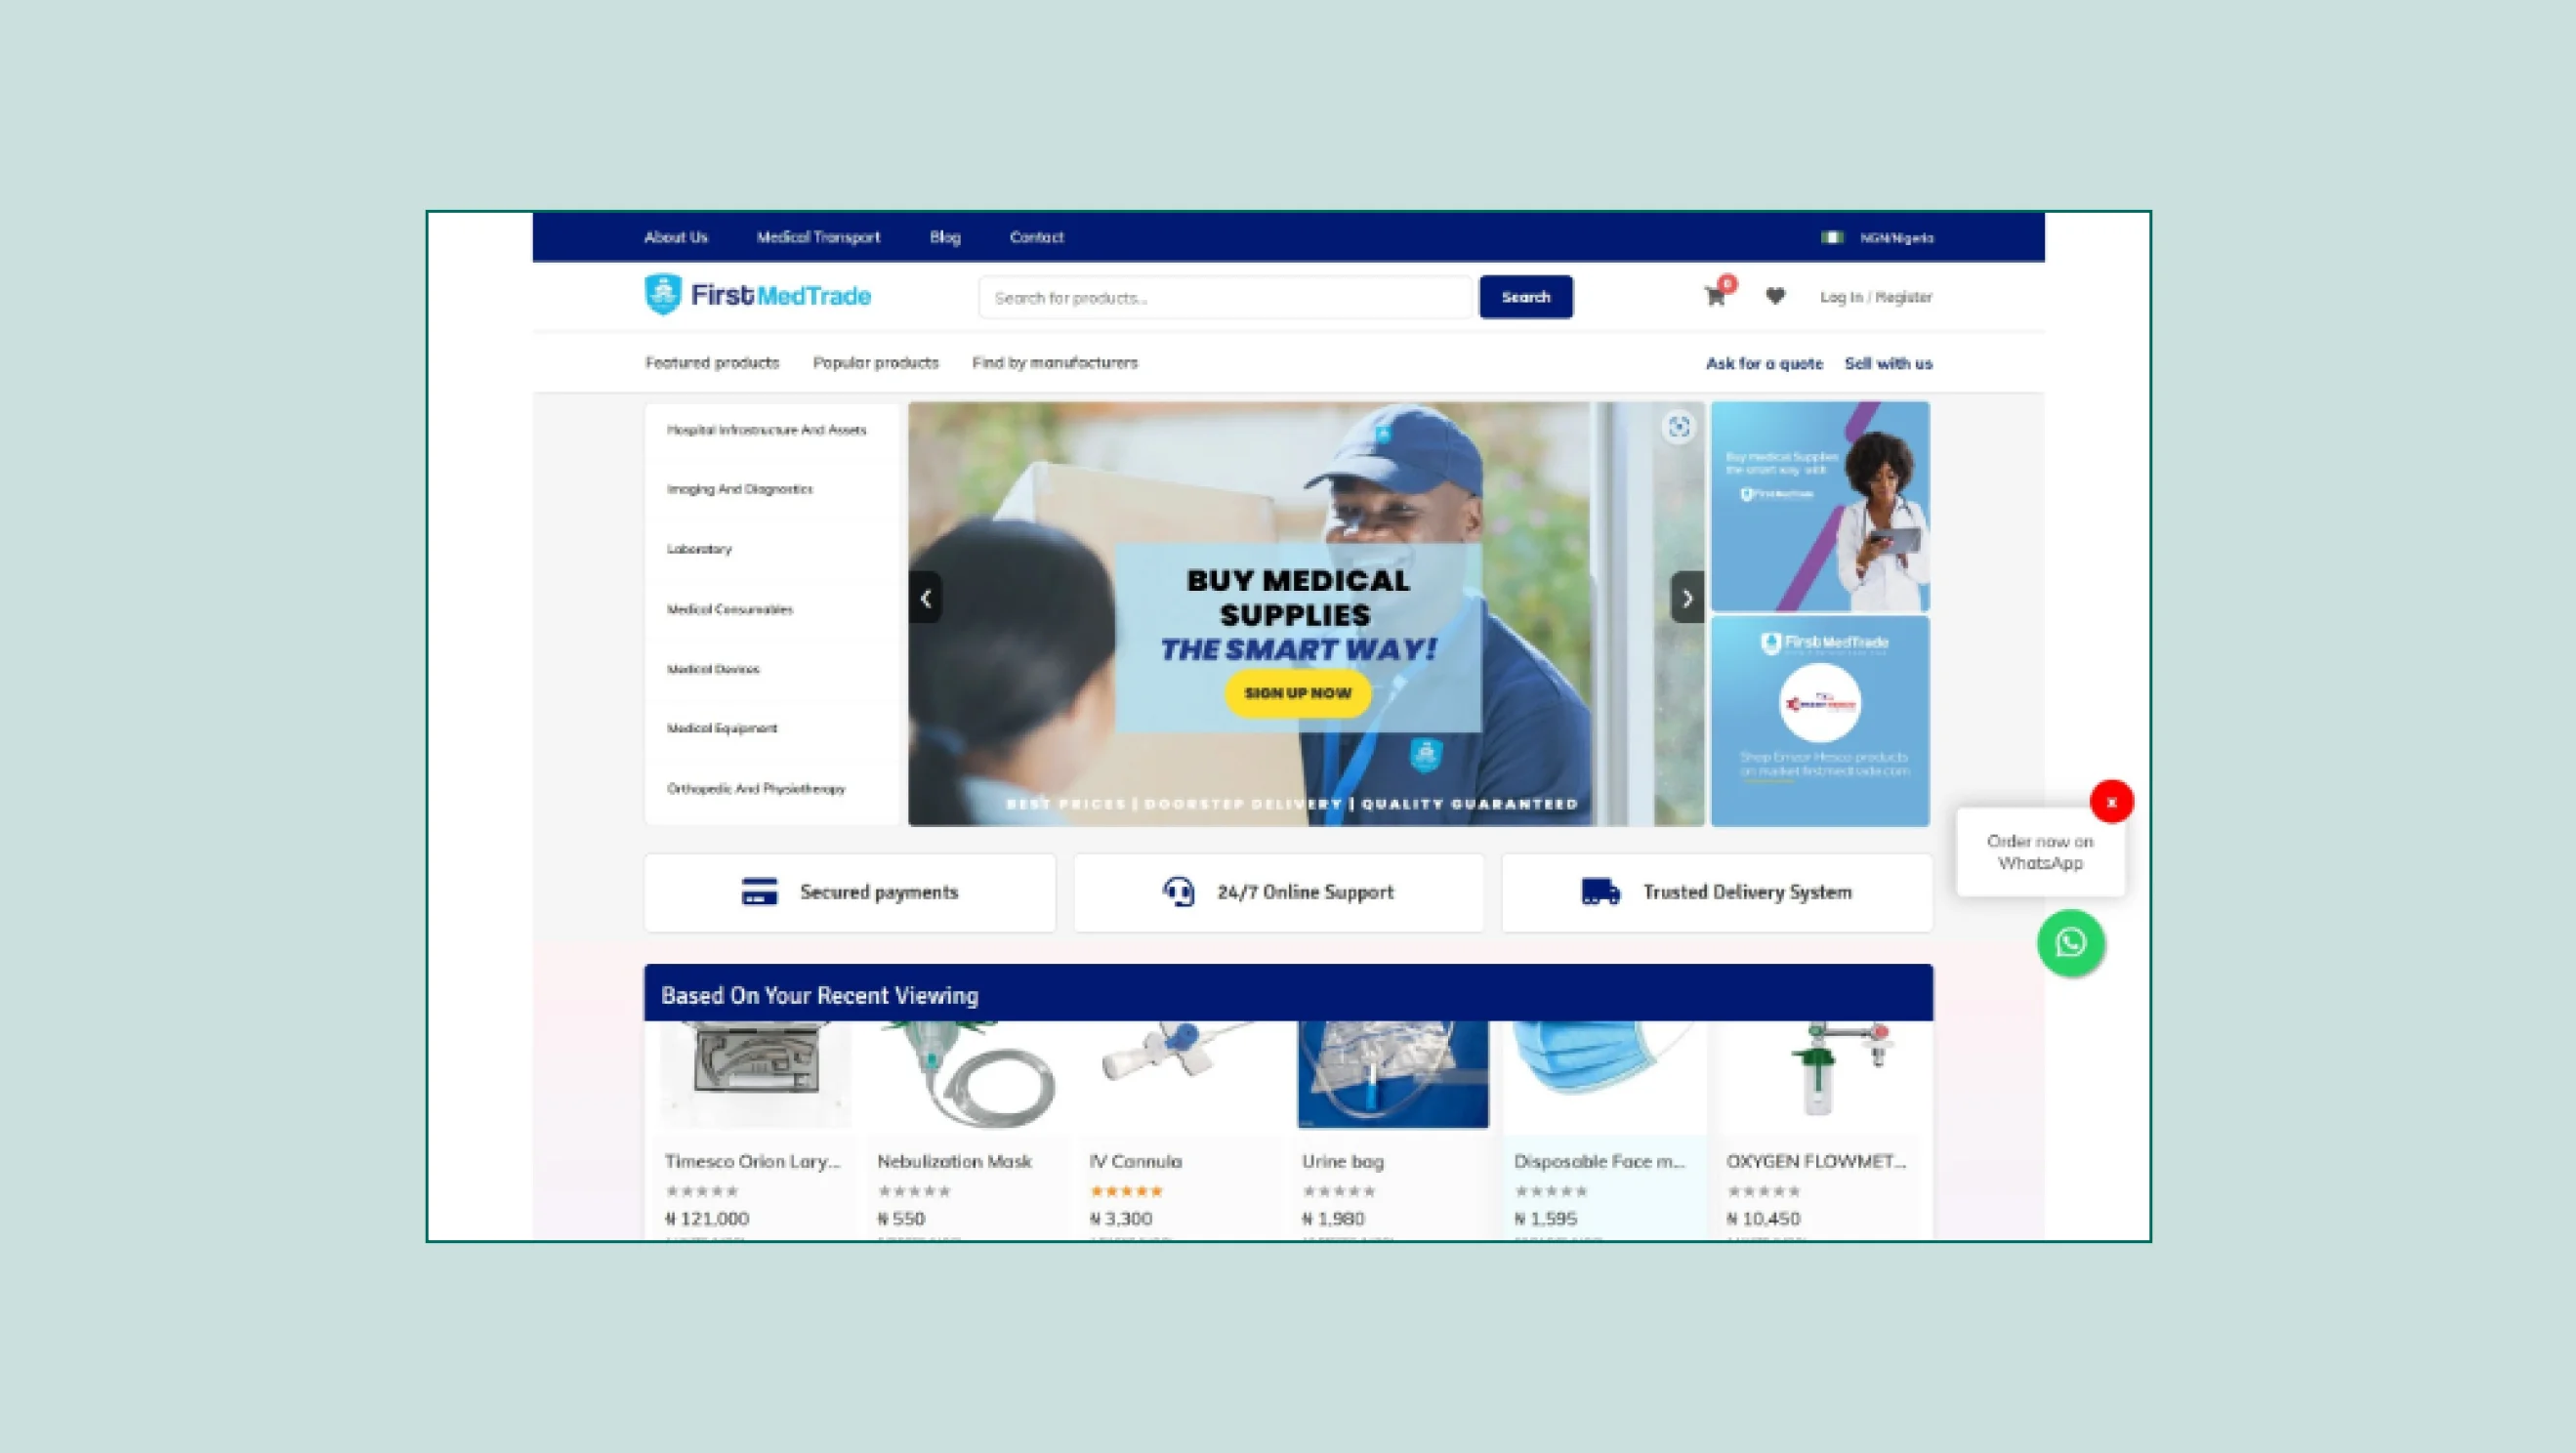 About Us Medical Transport Blog Contact NGN/Nigeria
FirstMedTrade Search for products... Search 0 Log In / Register
Featured products Popular products Find by manufacturers Ask for a quote Sell with us
Hospital Infrastructure And Assets
Imaging And Diagnostics
Laboratory
Medical Consumables
Medical Devices
Medical Equipment
Orthopedic And Physiotherapy
BUY MEDICAL
SUPPLIES
THE SMART WAY!
SIGN UP NOW
BEST PRICES | DOORSTEP DELIVERY | QUALITY GUARANTEED
Buy medical Supplies
the smart way with
FirstMedTrade
FirstMedTrade
Shop Emzor Hesco products
on market.firstmedtrade.com
x
Order now on
WhatsApp
Secured payments 24/7 Online Support Trusted Delivery System
Based On Your Recent Viewing
Timesco Orion Lary... Nebulization Mask IV Cannula Urine bag Disposable Face m... OXYGEN FLOWMET...
₦ 121,000 ₦ 550 ₦ 3,300 ₦ 1,980 ₦ 1,595 ₦ 10,450